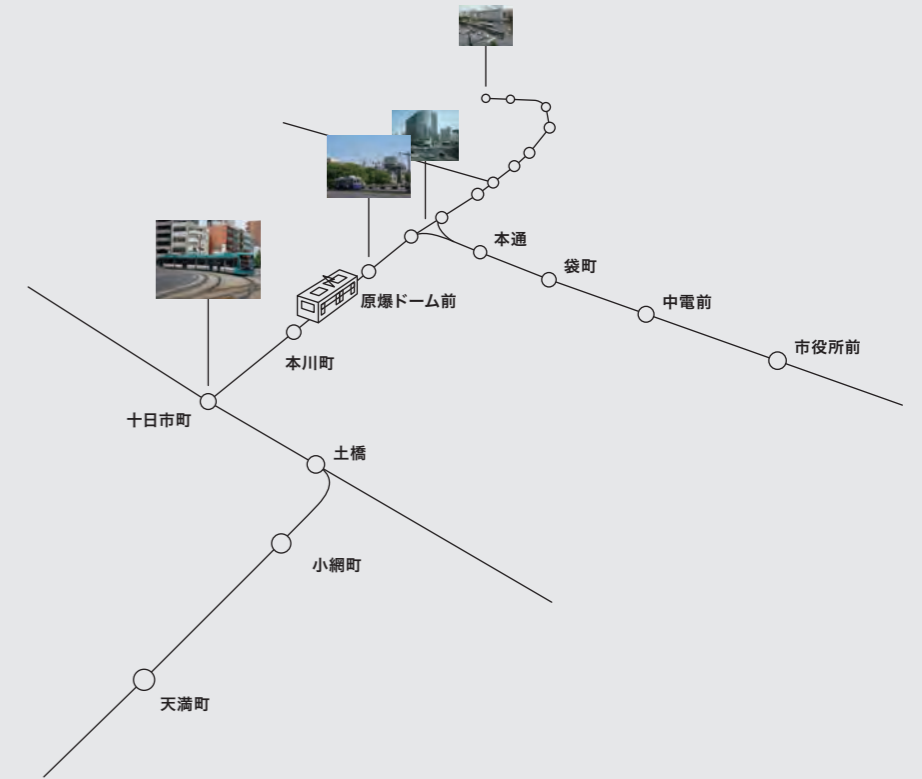 本通
袋町
中電前
市役所前
原爆ドーム前
本川町
十日市町
土橋
小網町
天満町